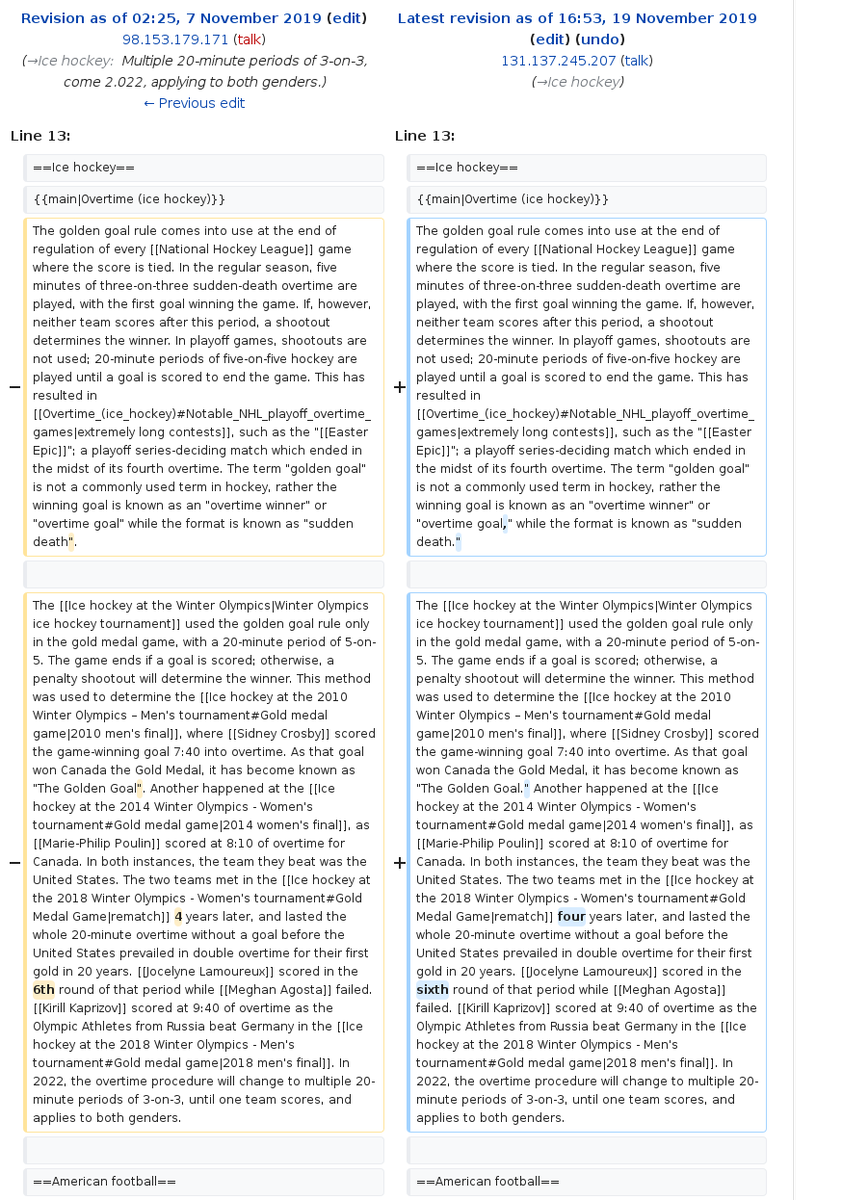 Revision as of 02:25, 7 November 2019 (edit)
98.153.179.171 (talk)
(→Ice hockey: Multiple 20-minute periods of 3-on-3,
come 2.022, applying to both genders.)
← Previous edit
Latest revision as of 16:53, 19 November 2019
(edit) (undo)
131.137.245.207 (talk)
(→Ice hockey)
Line 13:
Line 13:
==Ice hockey==
==Ice hockey==
{{main|Overtime (ice hockey)}}
{{main|Overtime (ice hockey)}}
−
The golden goal rule comes into use at the end of
regulation of every [[National Hockey League]] game
where the score is tied. In the regular season, five
minutes of three-on-three sudden-death overtime are
played, with the first goal winning the game. If, however,
neither team scores after this period, a shootout
determines the winner. In playoff games, shootouts are
not used; 20-minute periods of five-on-five hockey are
played until a goal is scored to end the game. This has
resulted in
[[Overtime_(ice_hockey)#Notable_NHL_playoff_overtime_
games|extremely long contests]], such as the "[[Easter
Epic]]"; a playoff series-deciding match which ended in
the midst of its fourth overtime. The term "golden goal"
is not a commonly used term in hockey, rather the
winning goal is known as an "overtime winner" or
"overtime goal" while the format is known as "sudden
death".
+
The golden goal rule comes into use at the end of
regulation of every [[National Hockey League]] game
where the score is tied. In the regular season, five
minutes of three-on-three sudden-death overtime are
played, with the first goal winning the game. If, however,
neither team scores after this period, a shootout
determines the winner. In playoff games, shootouts are
not used; 20-minute periods of five-on-five hockey are
played until a goal is scored to end the game. This has
resulted in
[[Overtime_(ice_hockey)#Notable_NHL_playoff_overtime_
games|extremely long contests]], such as the "[[Easter
Epic]]"; a playoff series-deciding match which ended in
the midst of its fourth overtime. The term "golden goal"
is not a commonly used term in hockey, rather the
winning goal is known as an "overtime winner" or
"overtime goal," while the format is known as "sudden
death."
−
The [[Ice hockey at the Winter Olympics|Winter Olympics
ice hockey tournament]] used the golden goal rule only
in the gold medal game, with a 20-minute period of 5-on-
5. The game ends if a goal is scored; otherwise, a
penalty shootout will determine the winner. This method
was used to determine the [[Ice hockey at the 2010
Winter Olympics – Men's tournament#Gold medal
game|2010 men's final]], where [[Sidney Crosby]] scored
the game-winning goal 7:40 into overtime. As that goal
won Canada the Gold Medal, it has become known as
"The Golden Goal". Another happened at the [[Ice
hockey at the 2014 Winter Olympics - Women's
tournament#Gold medal game|2014 women's final]], as
[[Marie-Philip Poulin]] scored at 8:10 of overtime for
Canada. In both instances, the team they beat was the
United States. The two teams met in the [[Ice hockey at
the 2018 Winter Olympics - Women's tournament#Gold
Medal Game|rematch]] 4 years later, and lasted the
whole 20-minute overtime without a goal before the
United States prevailed in double overtime for their first
gold in 20 years. [[Jocelyne Lamoureux]] scored in the
6th round of that period while [[Meghan Agosta]] failed.
[[Kirill Kaprizov]] scored at 9:40 of overtime as the
Olympic Athletes from Russia beat Germany in the [[Ice
hockey at the 2018 Winter Olympics - Men's
tournament#Gold medal game|2018 men's final]]. In
2022, the overtime procedure will change to multiple 20-
minute periods of 3-on-3, until one team scores, and
applies to both genders.
+
The [[Ice hockey at the Winter Olympics|Winter Olympics
ice hockey tournament]] used the golden goal rule only
in the gold medal game, with a 20-minute period of 5-on-
5. The game ends if a goal is scored; otherwise, a
penalty shootout will determine the winner. This method
was used to determine the [[Ice hockey at the 2010
Winter Olympics – Men's tournament#Gold medal
game|2010 men's final]], where [[Sidney Crosby]] scored
the game-winning goal 7:40 into overtime. As that goal
won Canada the Gold Medal, it has become known as
"The Golden Goal." Another happened at the [[Ice
hockey at the 2014 Winter Olympics - Women's
tournament#Gold medal game|2014 women's final]], as
[[Marie-Philip Poulin]] scored at 8:10 of overtime for
Canada. In both instances, the team they beat was the
United States. The two teams met in the [[Ice hockey at
the 2018 Winter Olympics - Women's tournament#Gold
Medal Game|rematch]] four years later, and lasted the
whole 20-minute overtime without a goal before the
United States prevailed in double overtime for their first
gold in 20 years. [[Jocelyne Lamoureux]] scored in the
sixth round of that period while [[Meghan Agosta]]
failed. [[Kirill Kaprizov]] scored at 9:40 of overtime as the
Olympic Athletes from Russia beat Germany in the [[Ice
hockey at the 2018 Winter Olympics - Men's
tournament#Gold medal game|2018 men's final]]. In
2022, the overtime procedure will change to multiple 20-
minute periods of 3-on-3, until one team scores, and
applies to both genders.
==American football==
==American football==